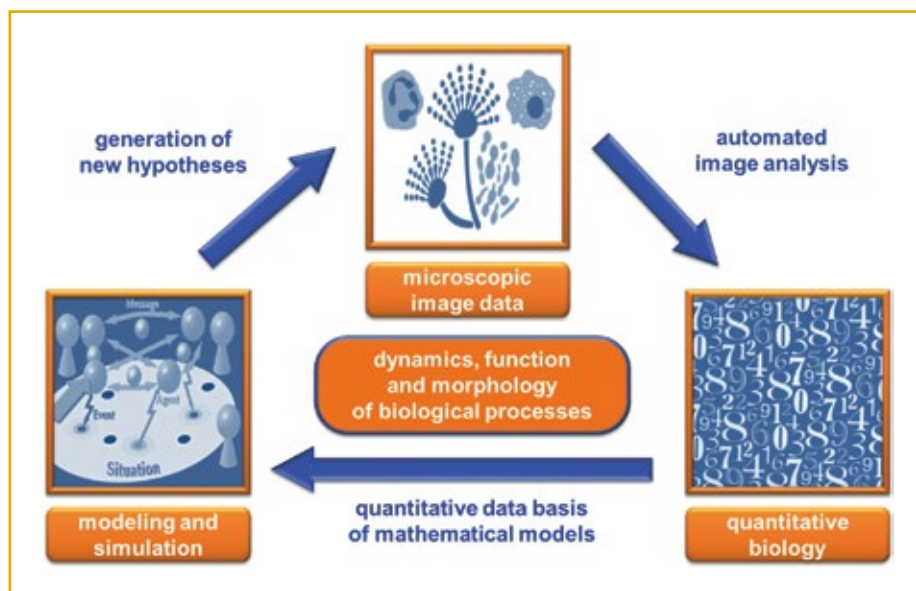 generation of
new hypotheses
automated
image analysis
microscopic
image data
dynamics, function
and morphology
of biological processes
Message
Agent
Event
Situation
quantitative data basis
of mathematical models
modeling and
simulation
quantitative
biology